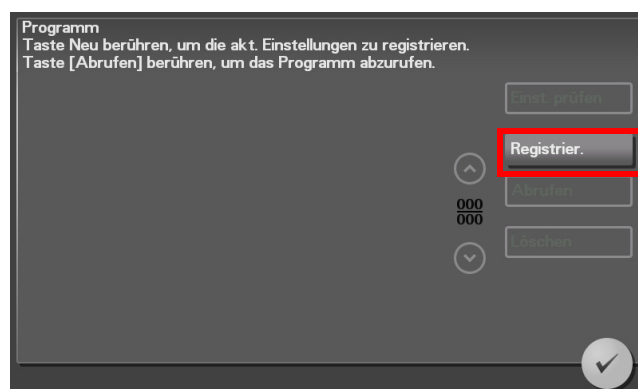 Programm
Taste Neu berühren, um die akt. Einstellungen zu registrieren.
Taste [Abrufen] berühren, um das Programm abzurufen.
Einst. prüfen
Registrier.
Abrufen
000
000
Löschen